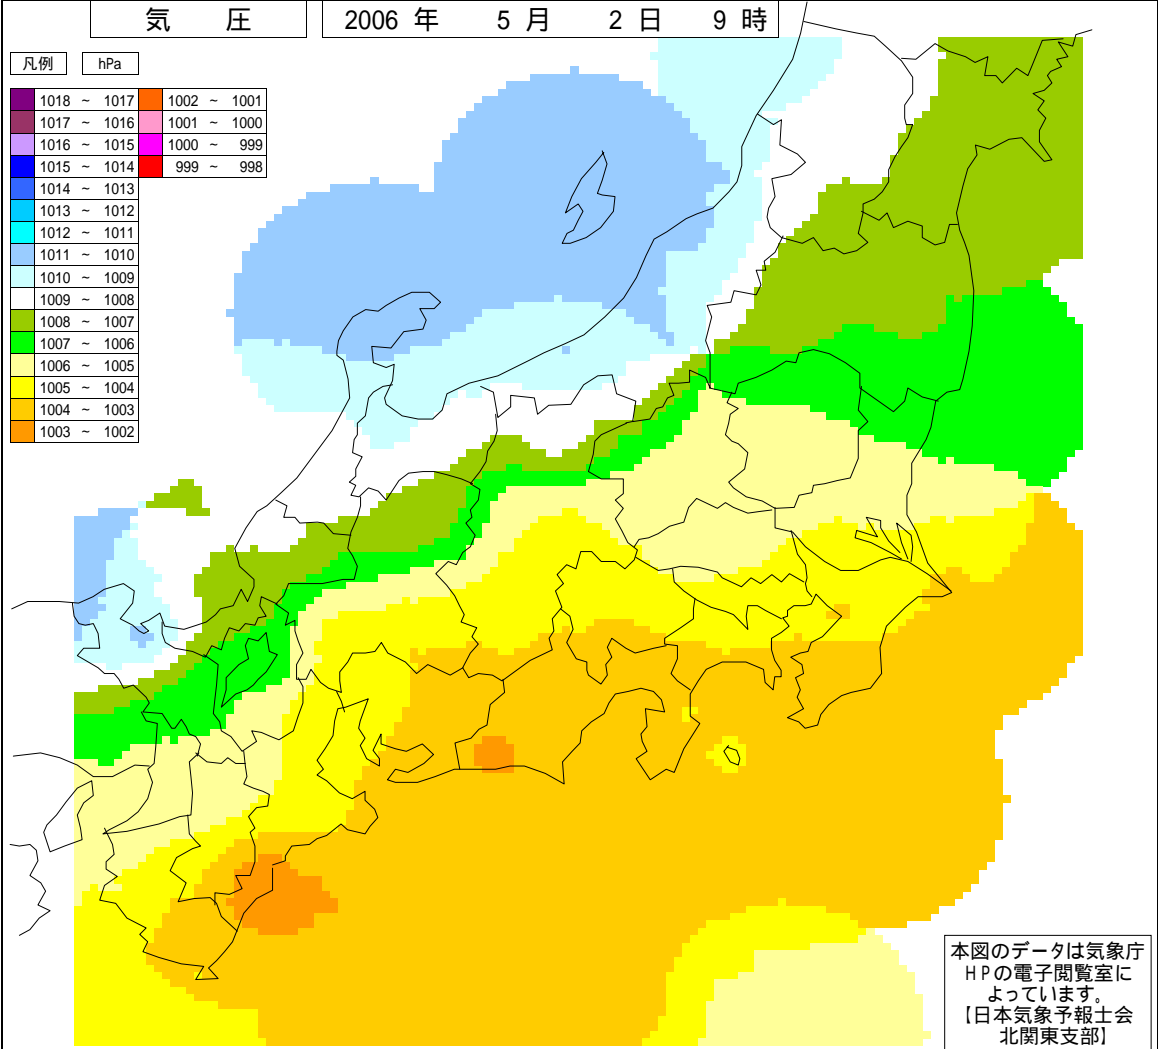 気 圧
2006 年 5 月 2 日 9 時
凡例 hPa
1018 ~ 1017 1002 ~ 1001
1017 ~ 1016 1001 ~ 1000
1016 ~ 1015 1000 ~ 999
1015 ~ 1014 999 ~ 998
1014 ~ 1013
1013 ~ 1012
1012 ~ 1011
1011 ~ 1010
1010 ~ 1009
1009 ~ 1008
1008 ~ 1007
1007 ~ 1006
1006 ~ 1005
1005 ~ 1004
1004 ~ 1003
1003 ~ 1002
本図のデータは気象庁
HPの電子閲覧室に
よっています。
【日本気象予報士会
北関東支部】